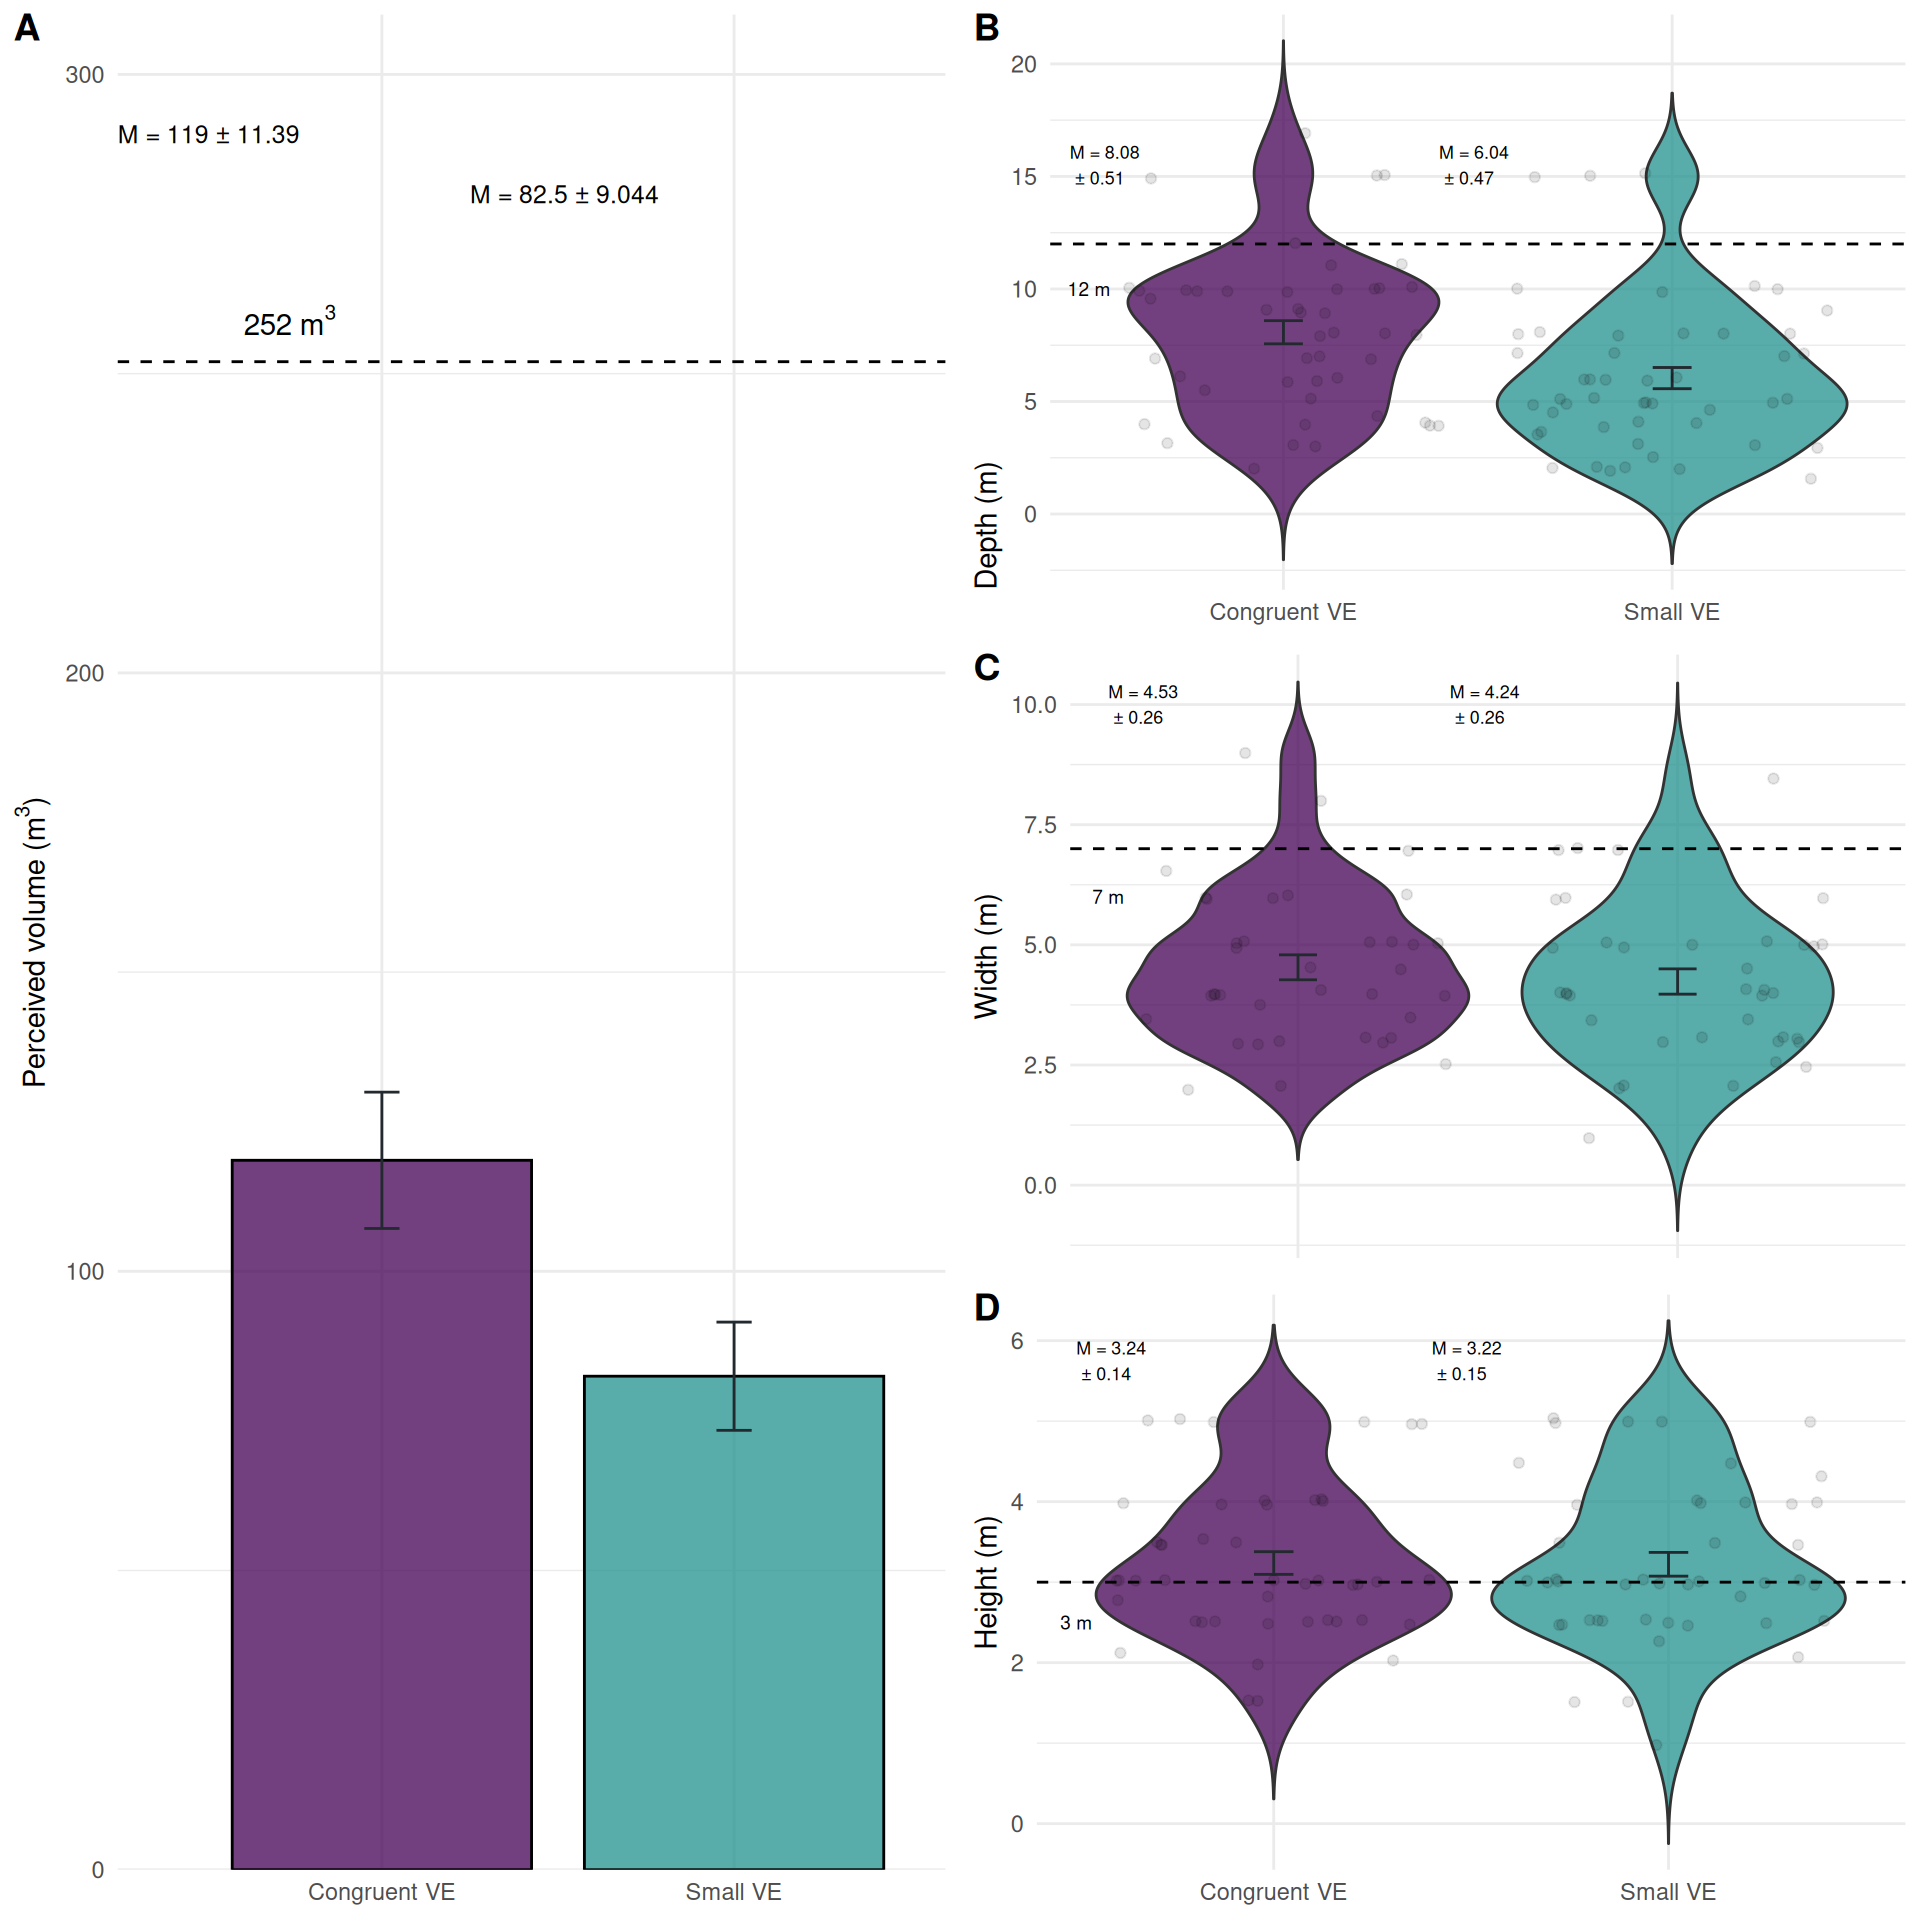 A
300
M = 119 ± 11.39
M = 82.5 ± 9.044
252 m³
200
Perceived volume (m³)
100
0
Congruent VE
Small VE
B
20
M = 8.08
± 0.51
M = 6.04
± 0.47
15
12 m
10
5
0
Depth (m)
Congruent VE
Small VE
C
M = 4.53
± 0.26
M = 4.24
± 0.26
10.0
7.5
7 m
5.0
2.5
0.0
Width (m)
D
6
M = 3.24
± 0.14
M = 3.22
± 0.15
4
3 m
2
0
Height (m)
Congruent VE
Small VE